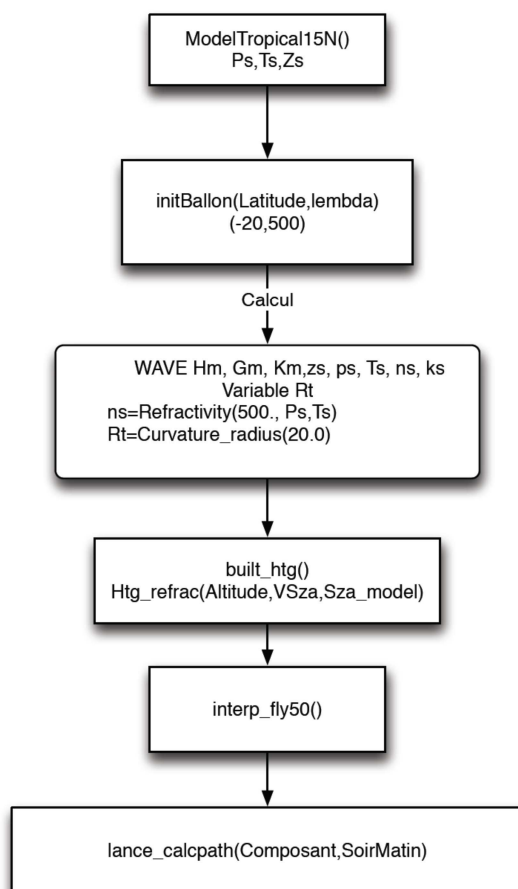 ModelTropical15N()
Ps,Ts,Zs
initBallon(Latitude,lembda)
(-20,500)
Calcul
WAVE Hm, Gm, Km,zs, ps, Ts, ns, ks
Variable Rt
ns=Refractivity(500., Ps,Ts)
Rt=Curvature_radius(20.0)
built_htg()
Htg_refrac(Altitude,VSza,Sza_model)
interp_fly50()
lance_calcpath(Composant,SoirMatin)